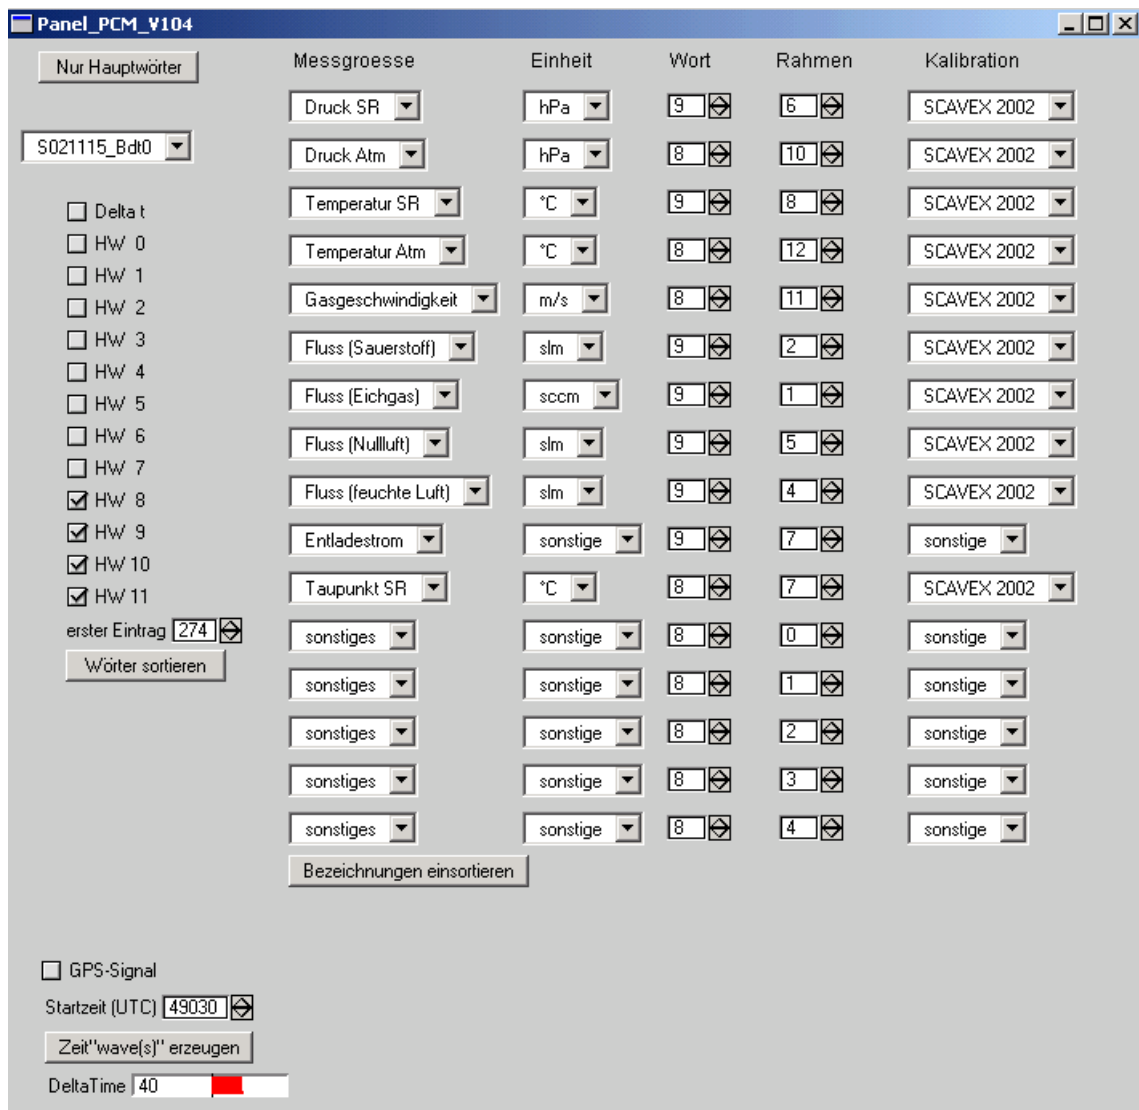 Panel_PCM_V104
Nur Hauptwörter Messgroesse Einheit Wort Rahmen Kalibration
Druck SR hPa 9 6 SCAVEX 2002
S021115_Bdt0 Druck Atm hPa 8 10 SCAVEX 2002
Delta t Temperatur SR °C 9 8 SCAVEX 2002
HW 0 Temperatur Atm °C 8 12 SCAVEX 2002
HW 1
HW 2 Gasgeschwindigkeit m/s 8 11 SCAVEX 2002
HW 3 Fluss (Sauerstoff) slm 9 2 SCAVEX 2002
HW 4
HW 5 Fluss (Eichgas) sccm 9 1 SCAVEX 2002
HW 6 Fluss (Nullluft) slm 9 5 SCAVEX 2002
HW 7
HW 8 Fluss (feuchte Luft) slm 9 4 SCAVEX 2002
HW 9 Entladestrom sonstige 9 7 sonstige
HW 10
HW 11 Taupunkt SR °C 8 7 SCAVEX 2002
erster Eintrag 274 sonstiges sonstige 8 0 sonstige
Wörter sortieren
sonstiges sonstige 8 1 sonstige
sonstiges sonstige 8 2 sonstige
sonstiges sonstige 8 3 sonstige
sonstiges sonstige 8 4 sonstige
Bezeichnungen einsortieren
GPS-Signal
Startzeit (UTC) 49030
Zeit"wave(s)" erzeugen
DeltaTime 40